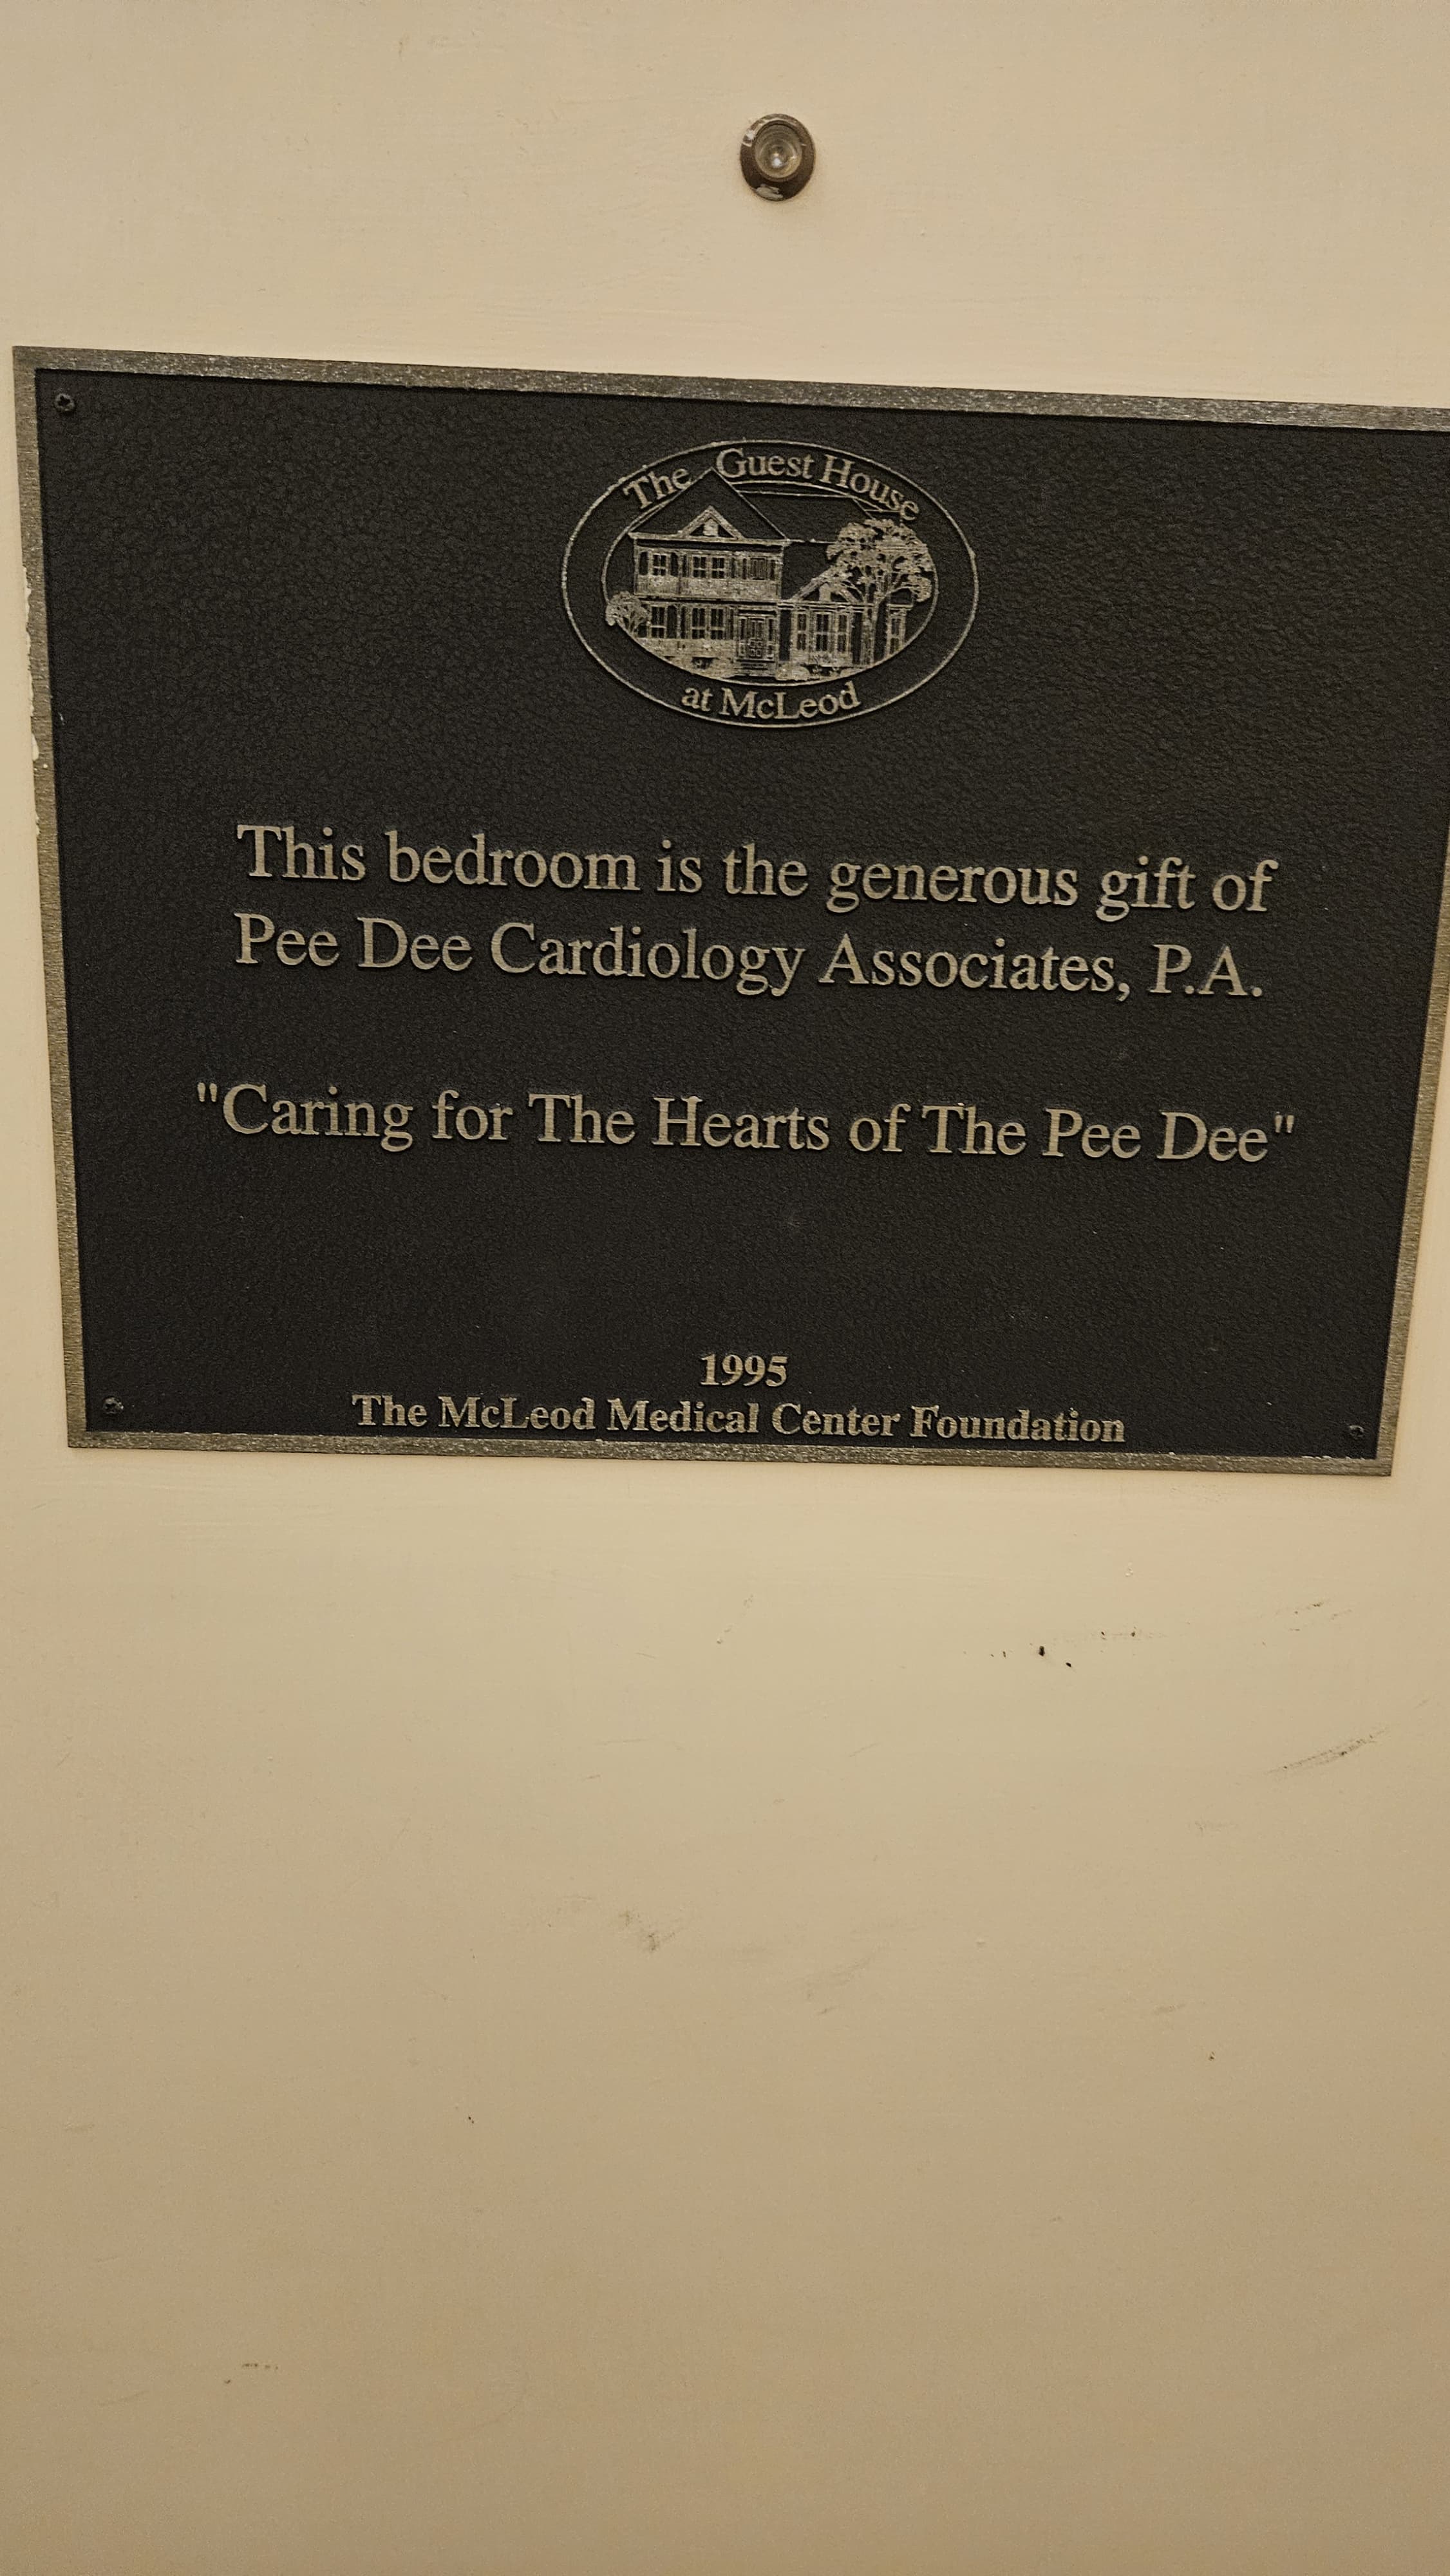 The Guest House
at McLeod
This bedroom is the generous gift of
Pee Dee Cardiology Associates, P.A.
"Caring for The Hearts of The Pee Dee"
1995
The McLeod Medical Center Foundation